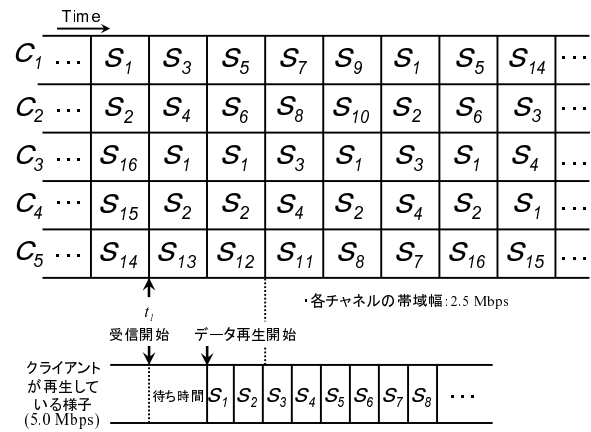 Time
C1 ··· S1 S3 S5 S7 S9 S1 S5 S14 ···
C2 ··· S2 S4 S6 S8 S10 S2 S6 S3 ···
C3 ··· S16 S1 S1 S3 S1 S3 S1 S4 ···
C4 ··· S15 S2 S2 S4 S2 S4 S2 S1 ···
C5 ··· S14 S13 S12 S11 S8 S7 S16 S15 ···
・各チャネルの帯域幅:2.5 Mbps
t1
受信開始 データ再生開始
クライアント
が再生して
いる様子
(5.0 Mbps)
待ち時間 S1 S2 S3 S4 S5 S6 S7 S8 ···